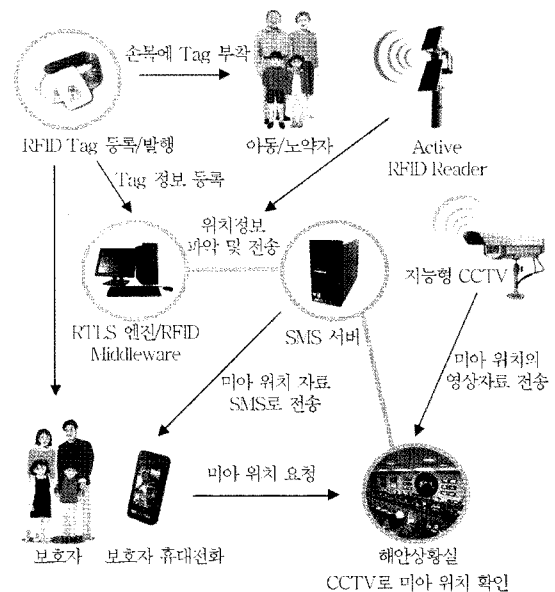 손목에 Tag 부착
RFID Tag 등록/발행
아동/노약자
Active
RFID Reader
Tag 정보 등록
위치정보
파악 및 전송
지능형 CCTV
RTLS 엔진/RFID
Middleware
SMS 서버
미아 위치 자료
SMS로 전송
미아 위치의
영상자료 전송
미아 위치 요청
보호자
보호자 휴대전화
해안상황실
CCTV로 미아 위치 확인